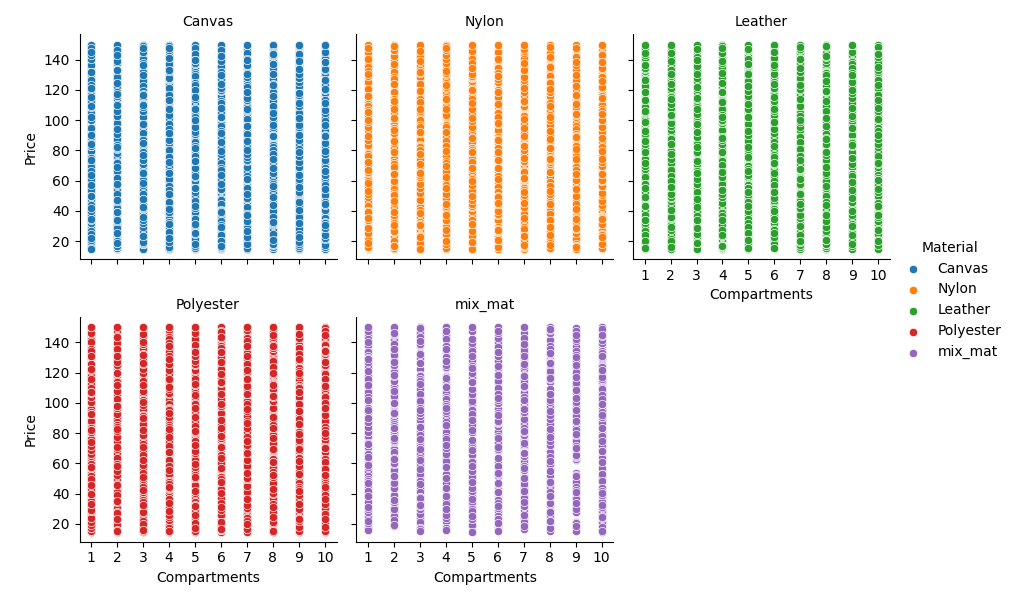 Canvas
Nylon
Leather
Price
140
120
100
80
60
40
20
1 2 3 4 5 6 7 8 9 10
Compartments
Material
Canvas
Nylon
Leather
Polyester
mix_mat
Polyester
mix_mat
Price
140
120
100
80
60
40
20
1 2 3 4 5 6 7 8 9 10
Compartments
1 2 3 4 5 6 7 8 9 10
Compartments